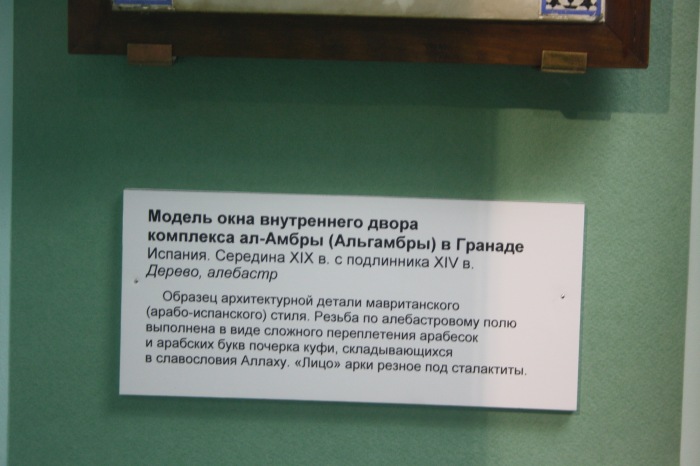 Модель окна внутреннего двора
комплекса ал-Амбры (Альгамбры) в Гранаде
Испания. Середина XIX в. с подлинника XIV в.
Дерево, алебастр
Образец архитектурной детали мавританского
(арабо-испанского) стиля. Резьба по алебастровому полю
выполнена в виде сложного переплетения арабесок
и арабских букв почерка куфи, складывающихся
в славословия Аллаху. «Лицо» арки резное под сталактиты.